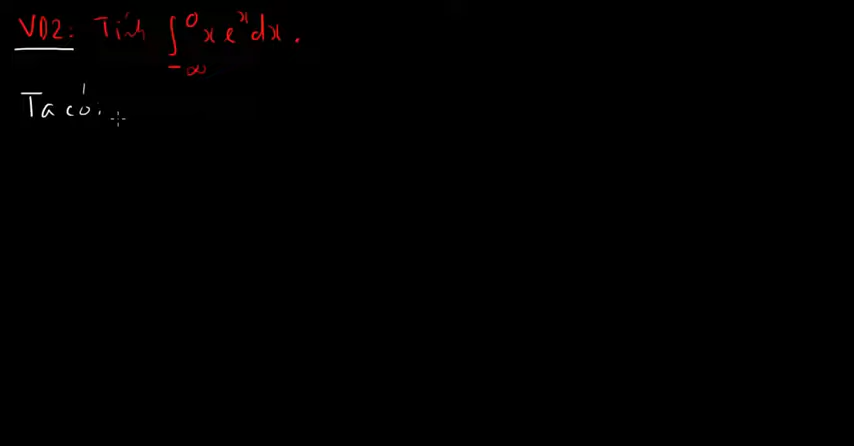 VD2: Tính ∫_{-∞}^{0} x e^x dx.
Ta có: